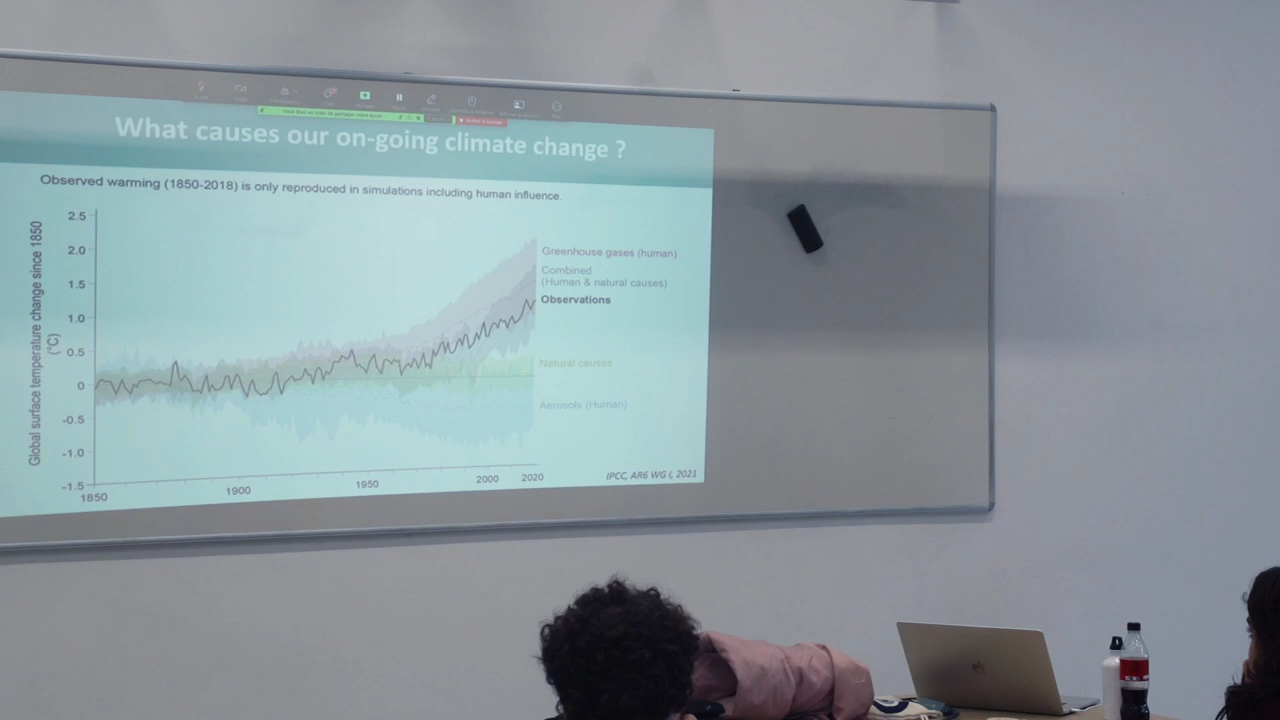 What causes our on-going climate change ?
Observed warming (1850-2018) is only reproduced in simulations including human influence.
Global surface temperature change since 1850
(°C)
2.5
2.0
1.5
1.0
0.5
0
-0.5
-1.0
-1.5
1850
1900
1950
2000
2020
Greenhouse gases (human)
Combined
(Human & natural causes)
Observations
Natural causes
Aerosols (Human)
IPCC, AR6 WG I, 2021